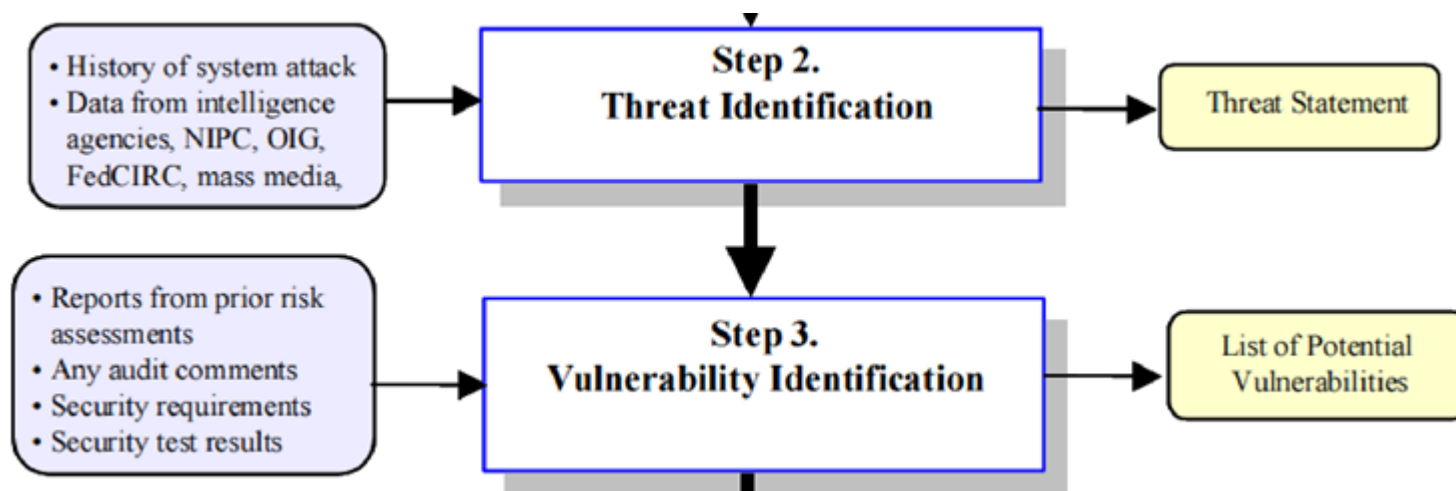 • History of system attack
• Data from intelligence
agencies, NIPC, OIG,
FedCIRC, mass media,
Step 2.
Threat Identification
Threat Statement
• Reports from prior risk
assessments
• Any audit comments
• Security requirements
• Security test results
Step 3.
Vulnerability Identification
List of Potential
Vulnerabilities